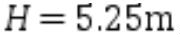 H = 5.25m